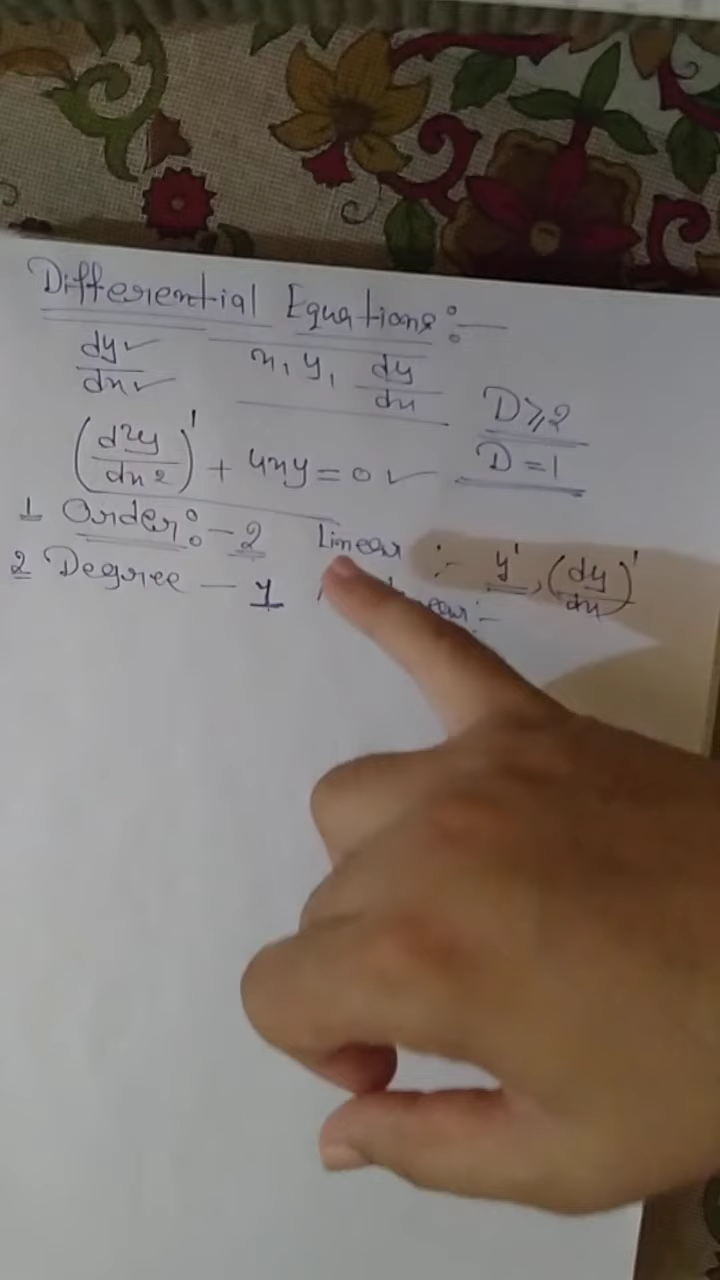 Differential Equations:-
dy/dx x, y, dy/dx
D≥2
(d²y/dx²)¹ + 4xy = 0 D=1
1 Order:- 2 Linear :- y¹, (dy/dx)¹
2 Degree - 1